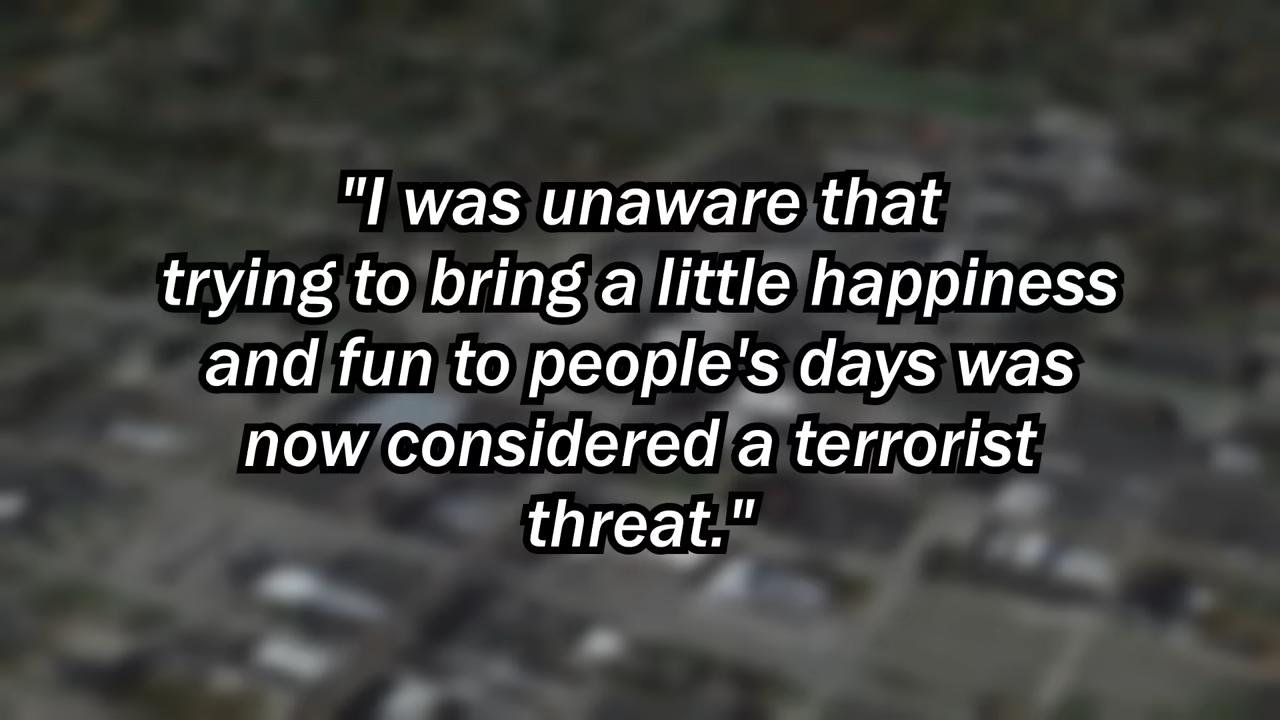 "I was unaware that
trying to bring a little happiness
and fun to people's days was
now considered a terrorist
threat."